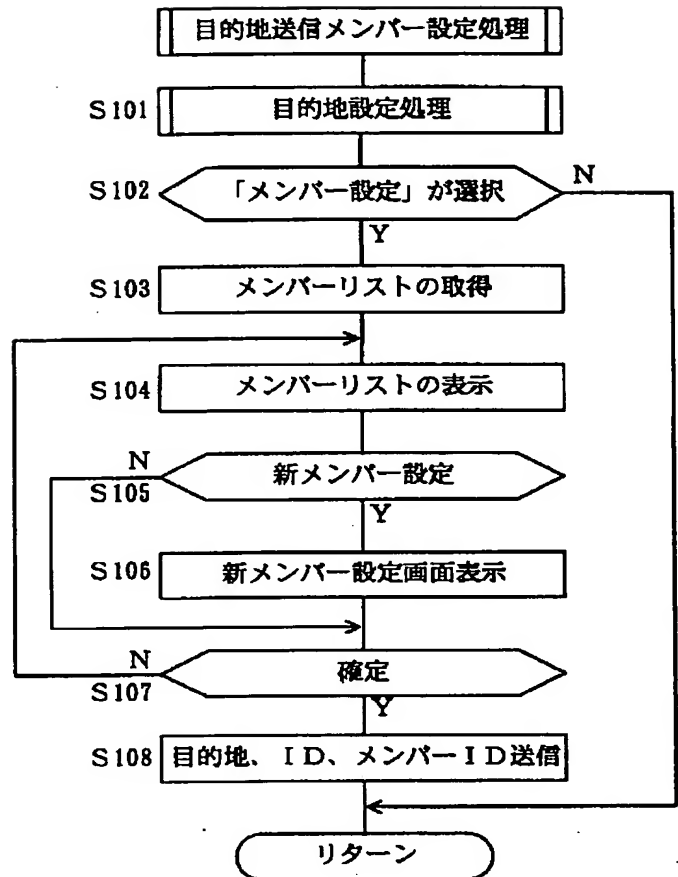 目的地送信メンバー設定処理
S101 目的地設定処理
S102 「メンバー設定」が選択 N
Y
S103 メンバーリストの取得
S104 メンバーリストの表示
N
S105 新メンバー設定
Y
S106 新メンバー設定画面表示
N
S107 確定
Y
S108 目的地、ID、メンバーID送信
リターン